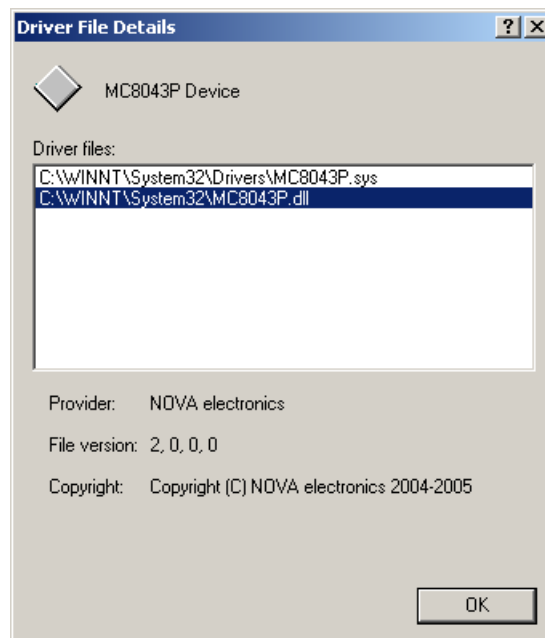 Driver File Details
MC8043P Device
Driver files:
C:\WINNT\System32\Drivers\MC8043P.sys
C:\WINNT\System32\MC8043P.dll
Provider: NOVA electronics
File version: 2, 0, 0, 0
Copyright: Copyright (C) NOVA electronics 2004-2005
OK